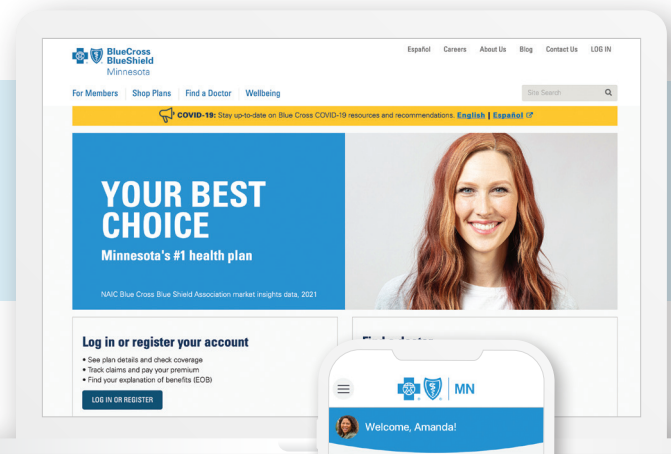 BlueCross
BlueShield
Minnesota
Español Careers About Us Blog Contact Us LOG IN
For Members Shop Plans Find a Doctor Wellbeing
Site Search
COVID-19: Stay up-to-date on Blue Cross COVID-19 resources and recommendations. English | Español
YOUR BEST
CHOICE
Minnesota's #1 health plan
NAIC Blue Cross Blue Shield Association market insights data, 2021
Log in or register your account
• See plan details and check coverage
• Track claims and pay your premium
• Find your explanation of benefits (EOB)
LOG IN OR REGISTER
MN
Welcome, Amanda!